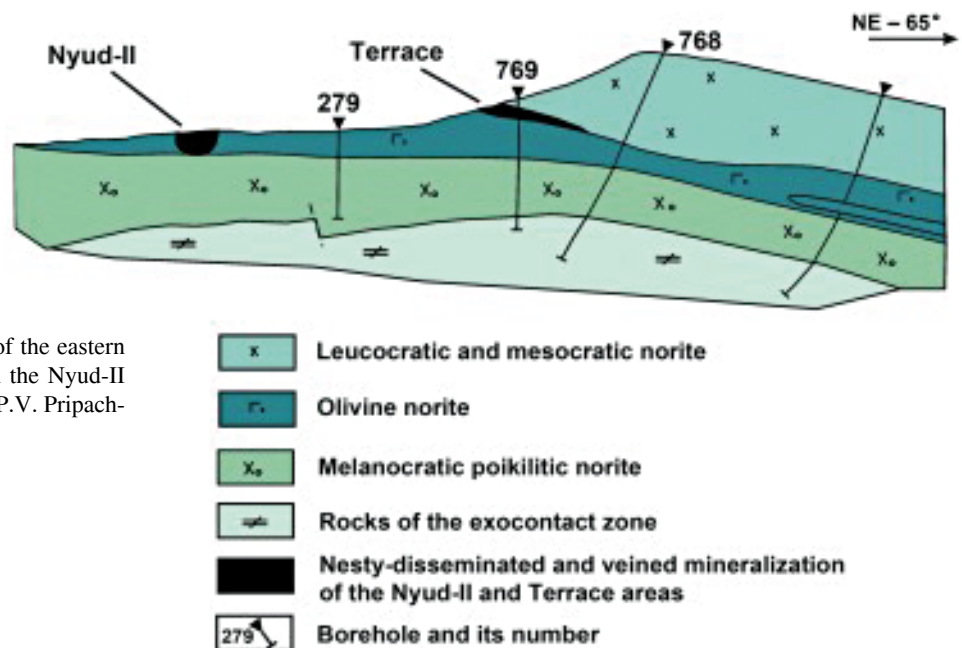 NE – 65°
Nyud-II
Terrace
279
769
768
of the eastern
the Nyud-II
P.V. Pripach-
x Leucocratic and mesocratic norite
Olivine norite
Melanocratic poikilitic norite
Rocks of the exocontact zone
Nesty-disseminated and veined mineralization
of the Nyud-II and Terrace areas
279 Borehole and its number